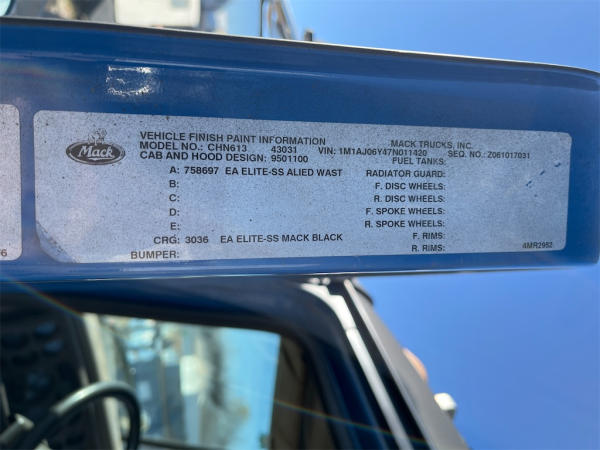 VEHICLE FINISH PAINT INFORMATION MACK TRUCKS, INC.
MODEL NO.: CHN613 43031 VIN: 1M1AJ06Y47N011420 SEQ. NO.: Z061017031
CAB AND HOOD DESIGN: 9501100 FUEL TANKS:
Mack
A: 758697 EA ELITE-SS ALIED WAST RADIATOR GUARD:
B: F. DISC WHEELS:
C: R. DISC WHEELS:
D: F. SPOKE WHEELS:
E: R. SPOKE WHEELS:
CRG: 3036 EA ELITE-SS MACK BLACK F. RIMS:
BUMPER: R. RIMS: 4MR2952